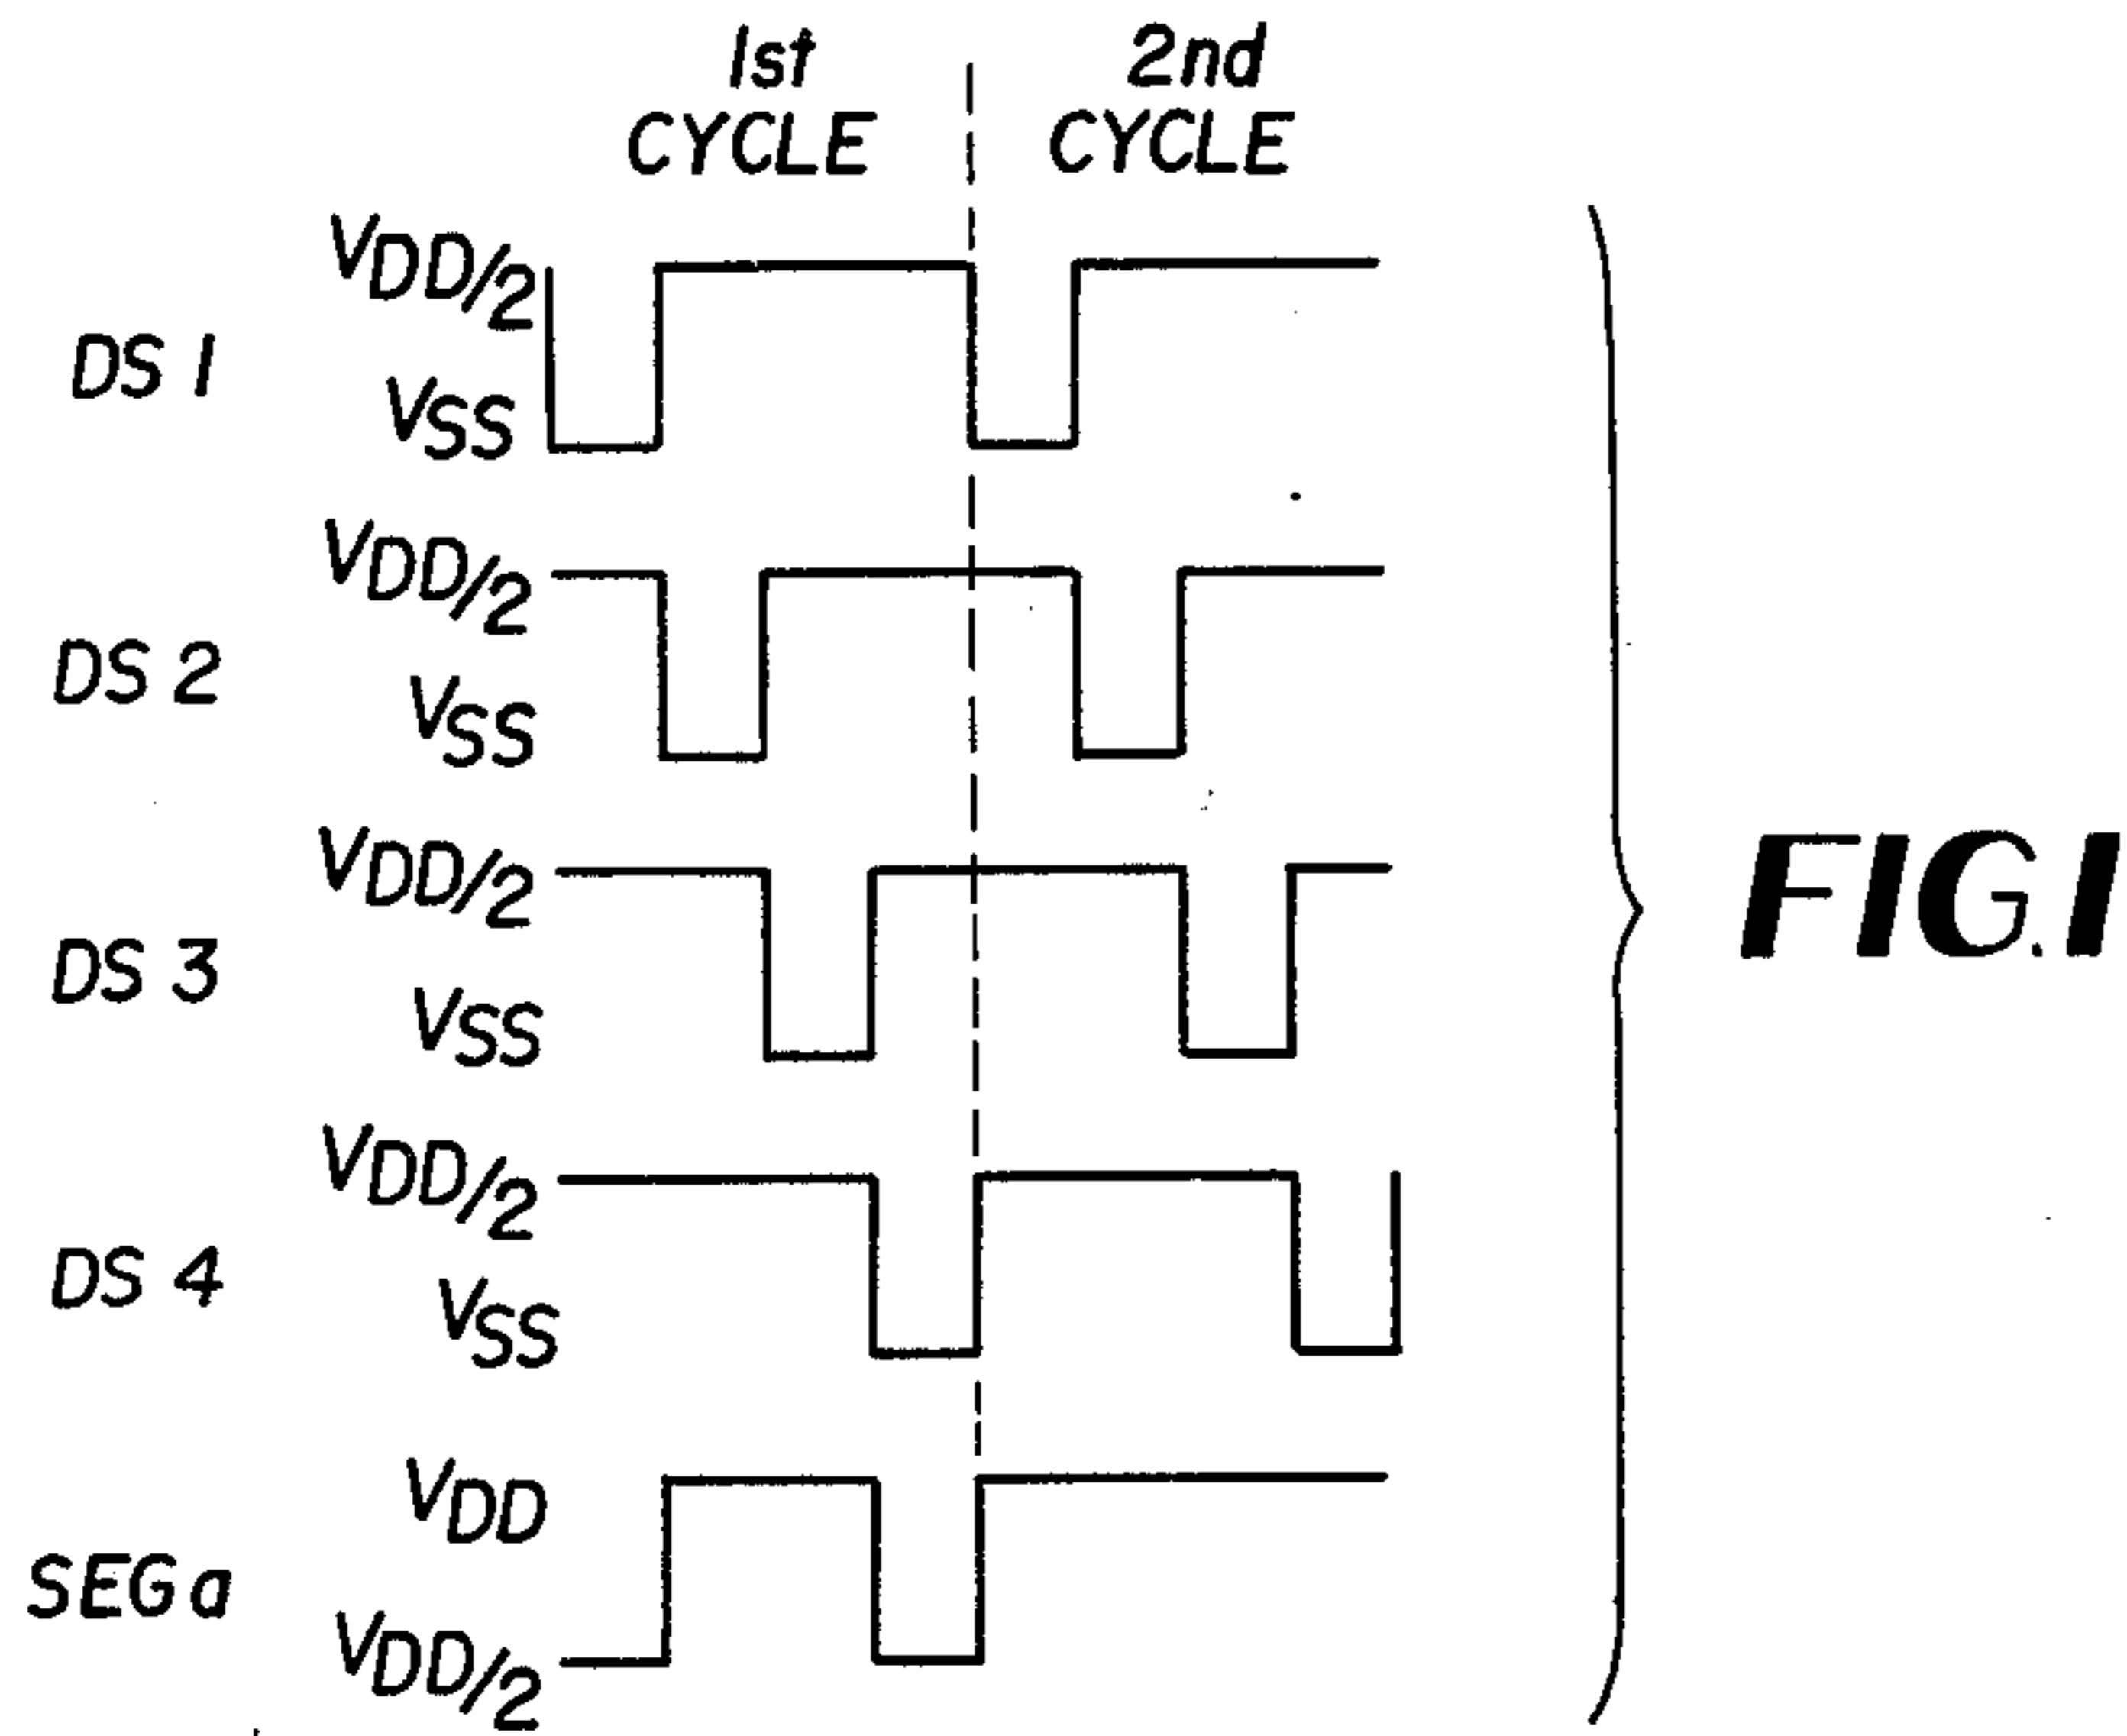 1st CYCLE
2nd CYCLE
VDD/2
DS 1
VSS
VDD/2
DS 2
VSS
VDD/2
DS 3
VSS
VDD/2
DS 4
VSS
VDD
SEG a
VDD/2
FIG.1